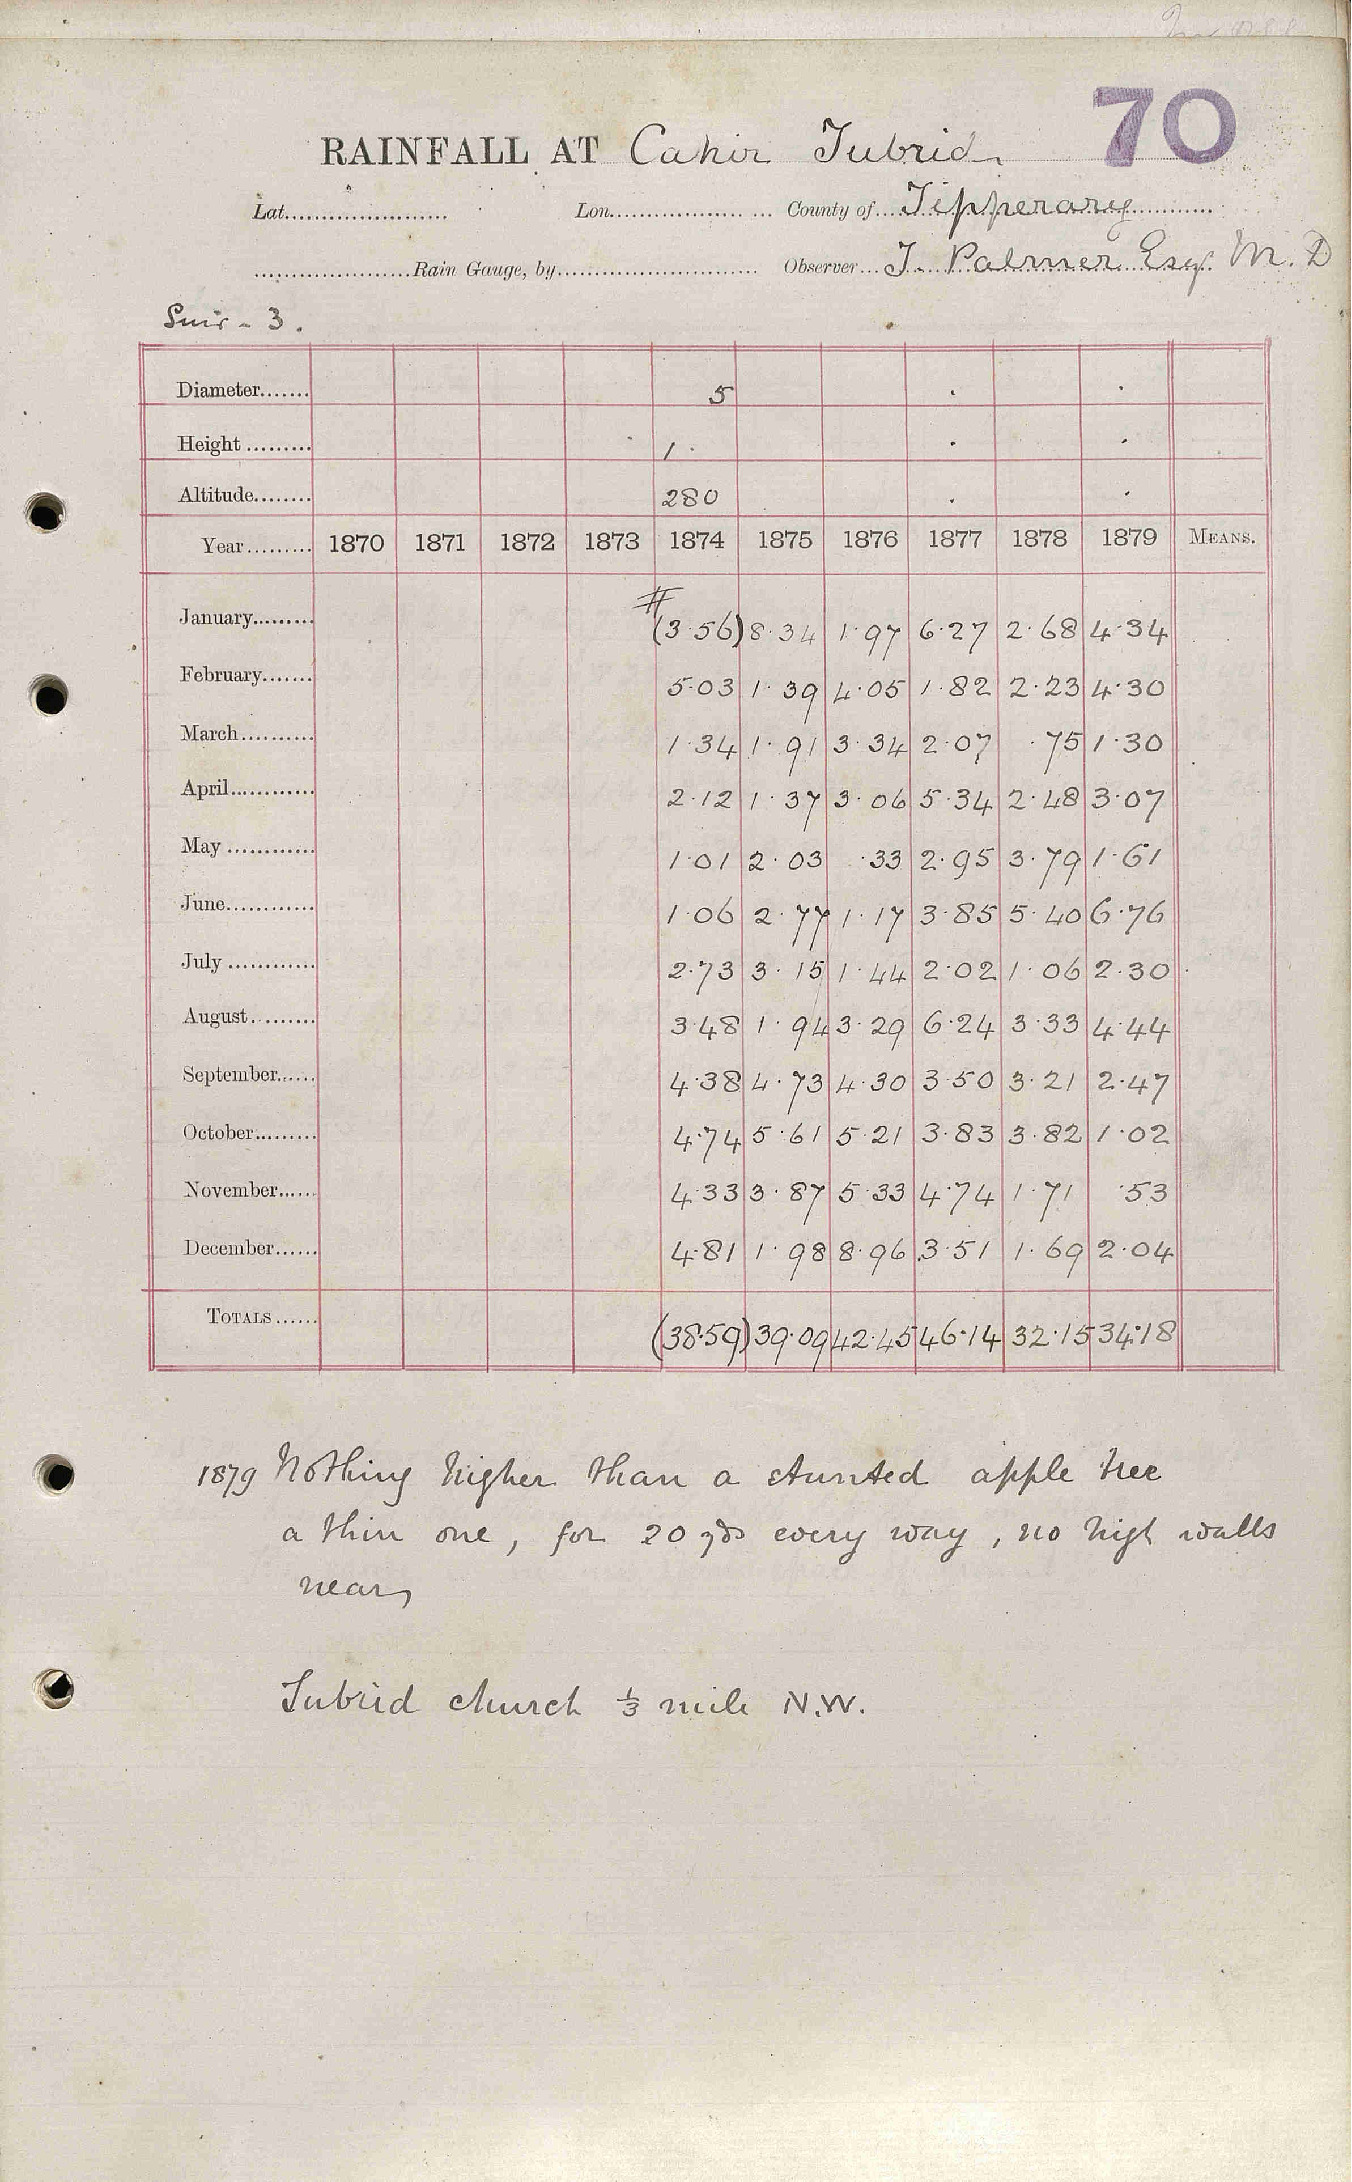 70
RAINFALL AT Cahir Tubrid
Lat. Lon. County of Tipperary
Rain Gauge, by Observer J. Palmer Esq. M.D
Suir - 3.
Diameter 5
Height 1
Altitude 280
Year 1870 1871 1872 1873 1874 1875 1876 1877 1878 1879 MEANS.
January # (3.56) 8.34 1.97 6.27 2.68 4.34
February 5.03 1.39 4.05 1.82 2.23 4.30
March 1.34 1.91 3.34 2.07 .75 1.30
April 2.12 1.37 3.06 5.34 2.48 3.07
May 1.01 2.03 .33 2.95 3.79 1.61
June 1.06 2.77 1.17 3.85 5.40 6.76
July 2.73 3.15 1.44 2.02 1.06 2.30
August 3.48 1.94 3.29 6.24 3.33 4.44
September 4.38 4.73 4.30 3.50 3.21 2.47
October 4.74 5.61 5.21 3.83 3.82 1.02
November 4.33 3.87 5.33 4.74 1.71 .53
December 4.81 1.98 8.96 3.51 1.69 2.04
TOTALS (38.59) 39.09 42.45 46.14 32.15 34.18
1879 Nothing higher than a stunted apple tree
a thin one, for 20 yds every way, no high walls
near,
Tubrid church ⅓ mile N.W.